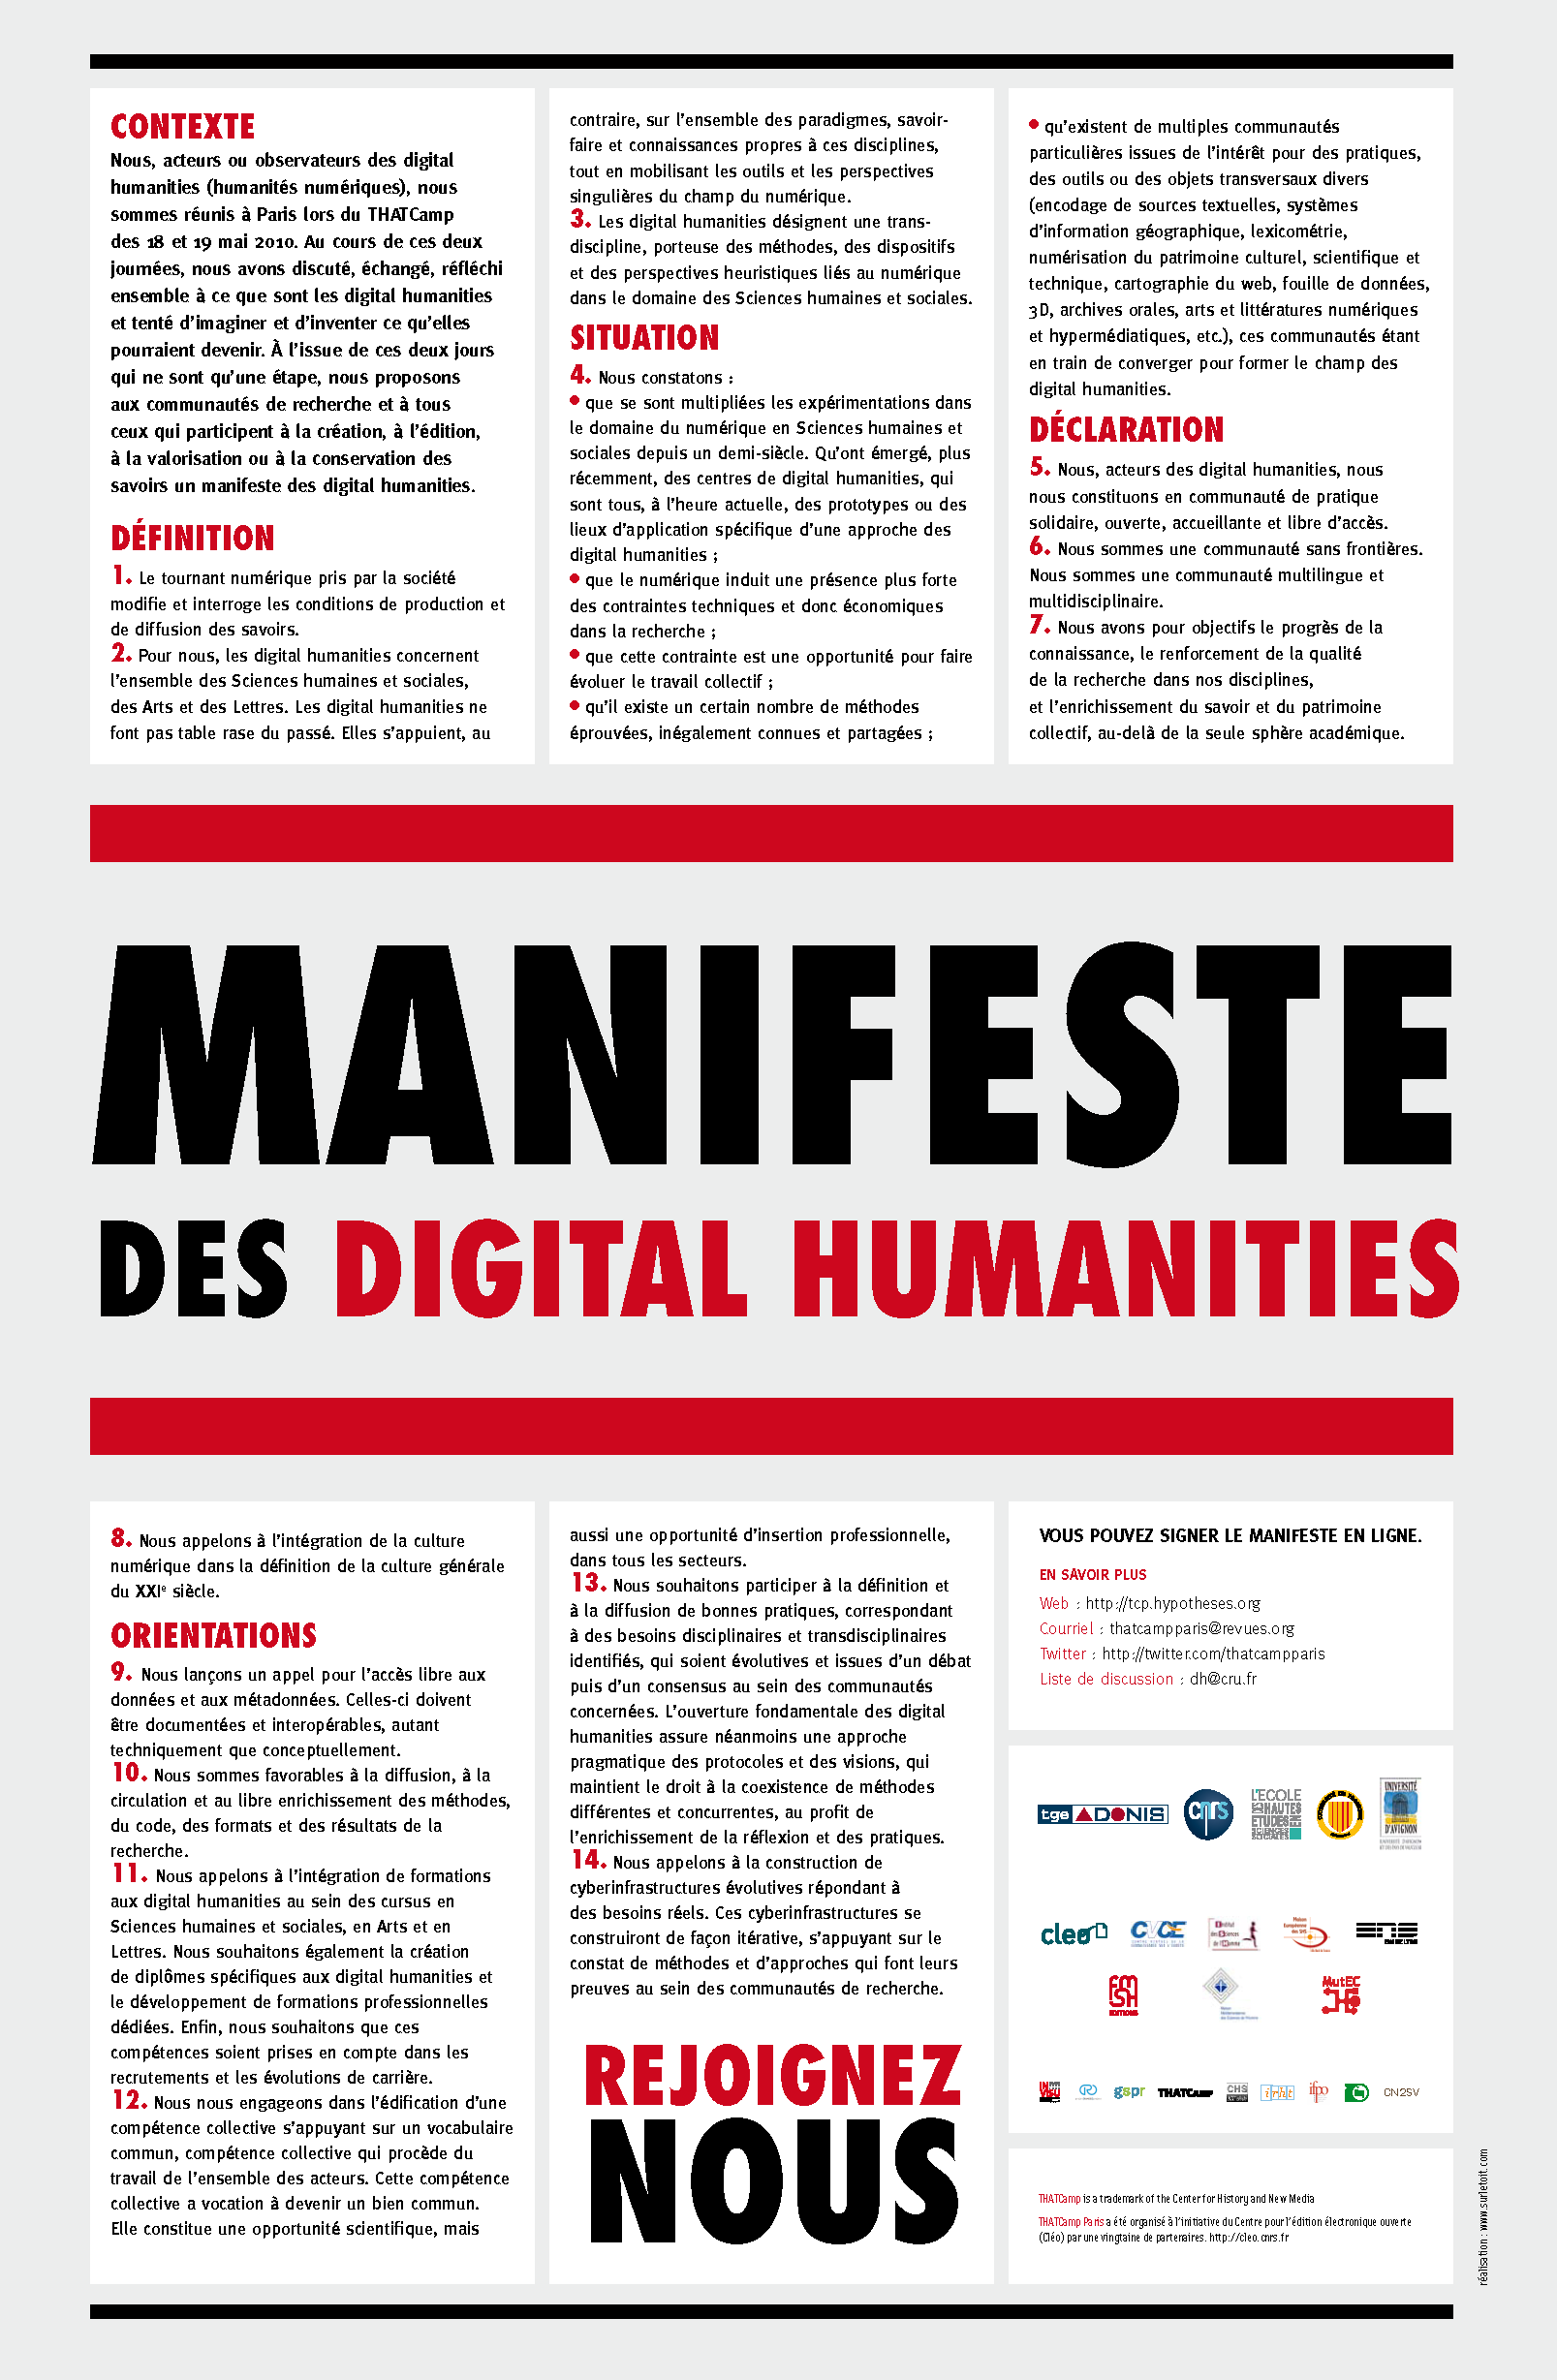 CONTEXTE
Nous, acteurs ou observateurs des digital
humanities (humanités numériques), nous
sommes réunis à Paris lors du THATCamp
des 18 et 19 mai 2010. Au cours de ces deux
journées, nous avons discuté, échangé, réfléchi
ensemble à ce que sont les digital humanities
et tenté d’imaginer et d’inventer ce qu’elles
pourraient devenir. À l’issue de ces deux jours
qui ne sont qu’une étape, nous proposons
aux communautés de recherche et à tous
ceux qui participent à la création, à l’édition,
à la valorisation ou à la conservation des
savoirs un manifeste des digital humanities.
DÉFINITION
1. Le tournant numérique pris par la société
modifie et interroge les conditions de production et
de diffusion des savoirs.
2. Pour nous, les digital humanities concernent
l’ensemble des Sciences humaines et sociales,
des Arts et des Lettres. Les digital humanities ne
font pas table rase du passé. Elles s’appuient, au
contraire, sur l’ensemble des paradigmes, savoir-
faire et connaissances propres à ces disciplines,
tout en mobilisant les outils et les perspectives
singulières du champ du numérique.
3. Les digital humanities désignent une trans-
discipline, porteuse des méthodes, des dispositifs
et des perspectives heuristiques liés au numérique
dans le domaine des Sciences humaines et sociales.
SITUATION
4. Nous constatons :
• que se sont multipliées les expérimentations dans
le domaine du numérique en Sciences humaines et
sociales depuis un demi-siècle. Qu’ont émergé, plus
récemment, des centres de digital humanities, qui
sont tous, à l’heure actuelle, des prototypes ou des
lieux d’application spécifique d’une approche des
digital humanities ;
• que le numérique induit une présence plus forte
des contraintes techniques et donc économiques
dans la recherche ;
• que cette contrainte est une opportunité pour faire
évoluer le travail collectif ;
• qu’il existe un certain nombre de méthodes
éprouvées, inégalement connues et partagées ;
• qu’existent de multiples communautés
particulières issues de l’intérêt pour des pratiques,
des outils ou des objets transversaux divers
(encodage de sources textuelles, systèmes
d’information géographique, lexicométrie,
numérisation du patrimoine culturel, scientifique et
technique, cartographie du web, fouille de données,
3D, archives orales, arts et littératures numériques
et hypermédiatiques, etc.), ces communautés étant
en train de converger pour former le champ des
digital humanities.
DÉCLARATION
5. Nous, acteurs des digital humanities, nous
nous constituons en communauté de pratique
solidaire, ouverte, accueillante et libre d’accès.
6. Nous sommes une communauté sans frontières.
Nous sommes une communauté multilingue et
multidisciplinaire.
7. Nous avons pour objectifs le progrès de la
connaissance, le renforcement de la qualité
de la recherche dans nos disciplines,
et l’enrichissement du savoir et du patrimoine
collectif, au-delà de la seule sphère académique.
MANIFESTE
DES DIGITAL HUMANITIES
8. Nous appelons à l’intégration de la culture
numérique dans la définition de la culture générale
du XXIe siècle.
ORIENTATIONS
9. Nous lançons un appel pour l’accès libre aux
données et aux métadonnées. Celles-ci doivent
être documentées et interopérables, autant
techniquement que conceptuellement.
10. Nous sommes favorables à la diffusion, à la
circulation et au libre enrichissement des méthodes,
du code, des formats et des résultats de la
recherche.
11. Nous appelons à l’intégration de formations
aux digital humanities au sein des cursus en
Sciences humaines et sociales, en Arts et en
Lettres. Nous souhaitons également la création
de diplômes spécifiques aux digital humanities et
le développement de formations professionnelles
dédiées. Enfin, nous souhaitons que ces
compétences soient prises en compte dans les
recrutements et les évolutions de carrière.
12. Nous nous engageons dans l’édification d’une
compétence collective s’appuyant sur un vocabulaire
commun, compétence collective qui procède du
travail de l’ensemble des acteurs. Cette compétence
collective a vocation à devenir un bien commun.
Elle constitue une opportunité scientifique, mais
aussi une opportunité d’insertion professionnelle,
dans tous les secteurs.
13. Nous souhaitons participer à la définition et
à la diffusion de bonnes pratiques, correspondant
à des besoins disciplinaires et transdisciplinaires
identifiés, qui soient évolutives et issues d’un débat
puis d’un consensus au sein des communautés
concernées. L’ouverture fondamentale des digital
humanities assure néanmoins une approche
pragmatique des protocoles et des visions, qui
maintient le droit à la coexistence de méthodes
différentes et concurrentes, au profit de
l’enrichissement de la réflexion et des pratiques.
14. Nous appelons à la construction de
cyberinfrastructures évolutives répondant à
des besoins réels. Ces cyberinfrastructures se
construiront de façon itérative, s’appuyant sur le
constat de méthodes et d’approches qui font leurs
preuves au sein des communautés de recherche.
REJOIGNEZ
NOUS
VOUS POUVEZ SIGNER LE MANIFESTE EN LIGNE.
EN SAVOIR PLUS
Web : http://tcp.hypotheses.org
Courriel : thatcampparis@revues.org
Twitter : http://twitter.com/thatcampparis
Liste de discussion : dh@cru.fr
tge ADONIS
cnrs
L'ECOLE
DES HAUTES
ETUDES EN
SCIENCES
SOCIALES
UNIVERSITÉ
D'AVIGNON
cleo
CVCE
Institut
des Sciences
de l'Homme
ENS
FMSH
EDITIONS
MutEC
gspr
THATCamp
CHS
irht
ifpo
CN2SV
THATCamp is a trademark of the Center for History and New Media
THATCamp Paris a été organisé à l’initiative du Centre pour l’édition électronique ouverte
(Cléo) par une vingtaine de partenaires. http://cleo.cnrs.fr
réalisation : www.surletoit.com